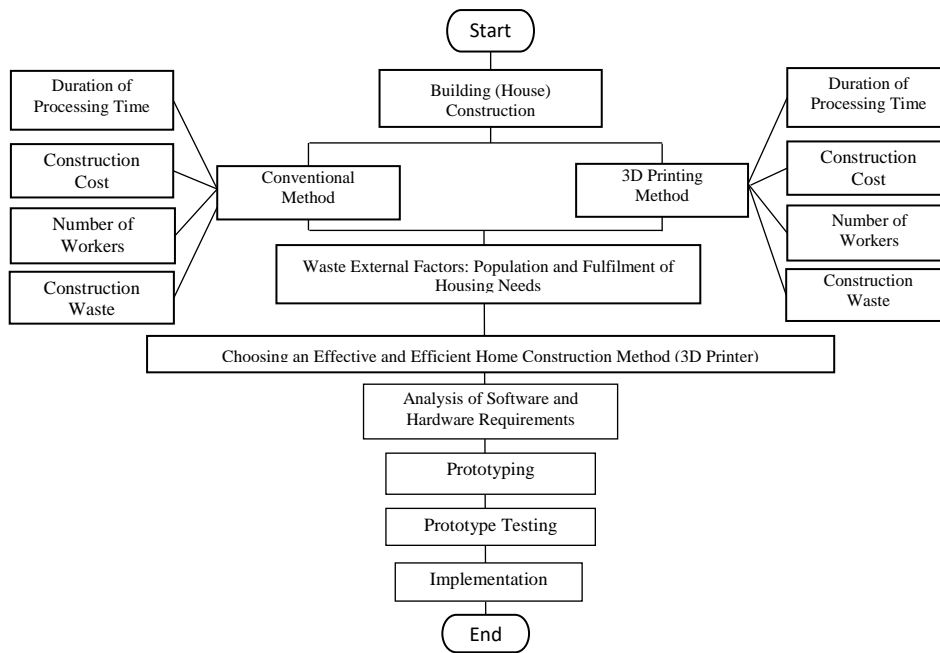 Start
Building (House)
Construction
Duration of
Processing Time
Construction
Cost
Number of
Workers
Construction
Waste
Conventional
Method
3D Printing
Method
Duration of
Processing Time
Construction
Cost
Number of
Workers
Construction
Waste
Waste External Factors: Population and Fulfilment of
Housing Needs
Choosing an Effective and Efficient Home Construction Method (3D Printer)
Analysis of Software and
Hardware Requirements
Prototyping
Prototype Testing
Implementation
End